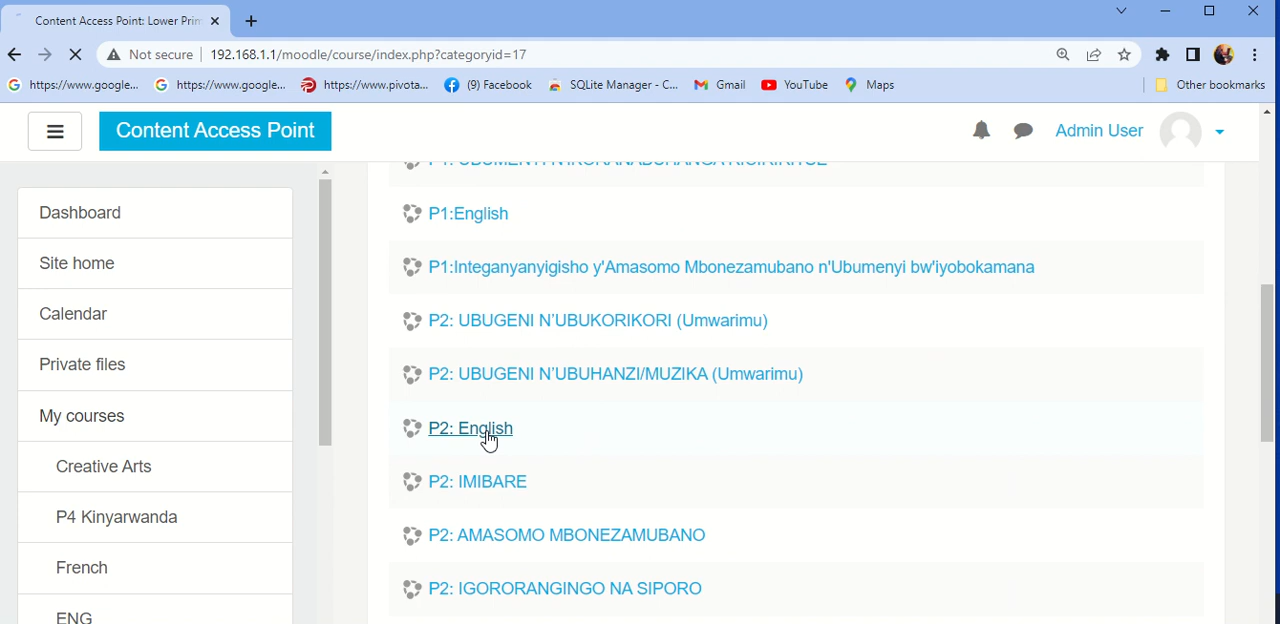 Content Access Point: Lower Prim
Not secure
192.168.1.1/moodle/course/index.php?categoryid=17
https://www.google... https://www.google... https://www.pivota... (9) Facebook SQLite Manager - C... Gmail YouTube Maps Other bookmarks
Content Access Point
Admin User
Dashboard
Site home
Calendar
Private files
My courses
Creative Arts
P4 Kinyarwanda
French
ENG
P1:English
P1:Integanyanyigisho y'Amasomo Mbonezamubano n'Ubumenyi bw'iyobokamana
P2: UBUGENI N'UBUKORIKORI (Umwarimu)
P2: UBUGENI N'UBUHANZI/MUZIKA (Umwarimu)
P2: English
P2: IMIBARE
P2: AMASOMO MBONEZAMUBANO
P2: IGORORANGINGO NA SIPORO